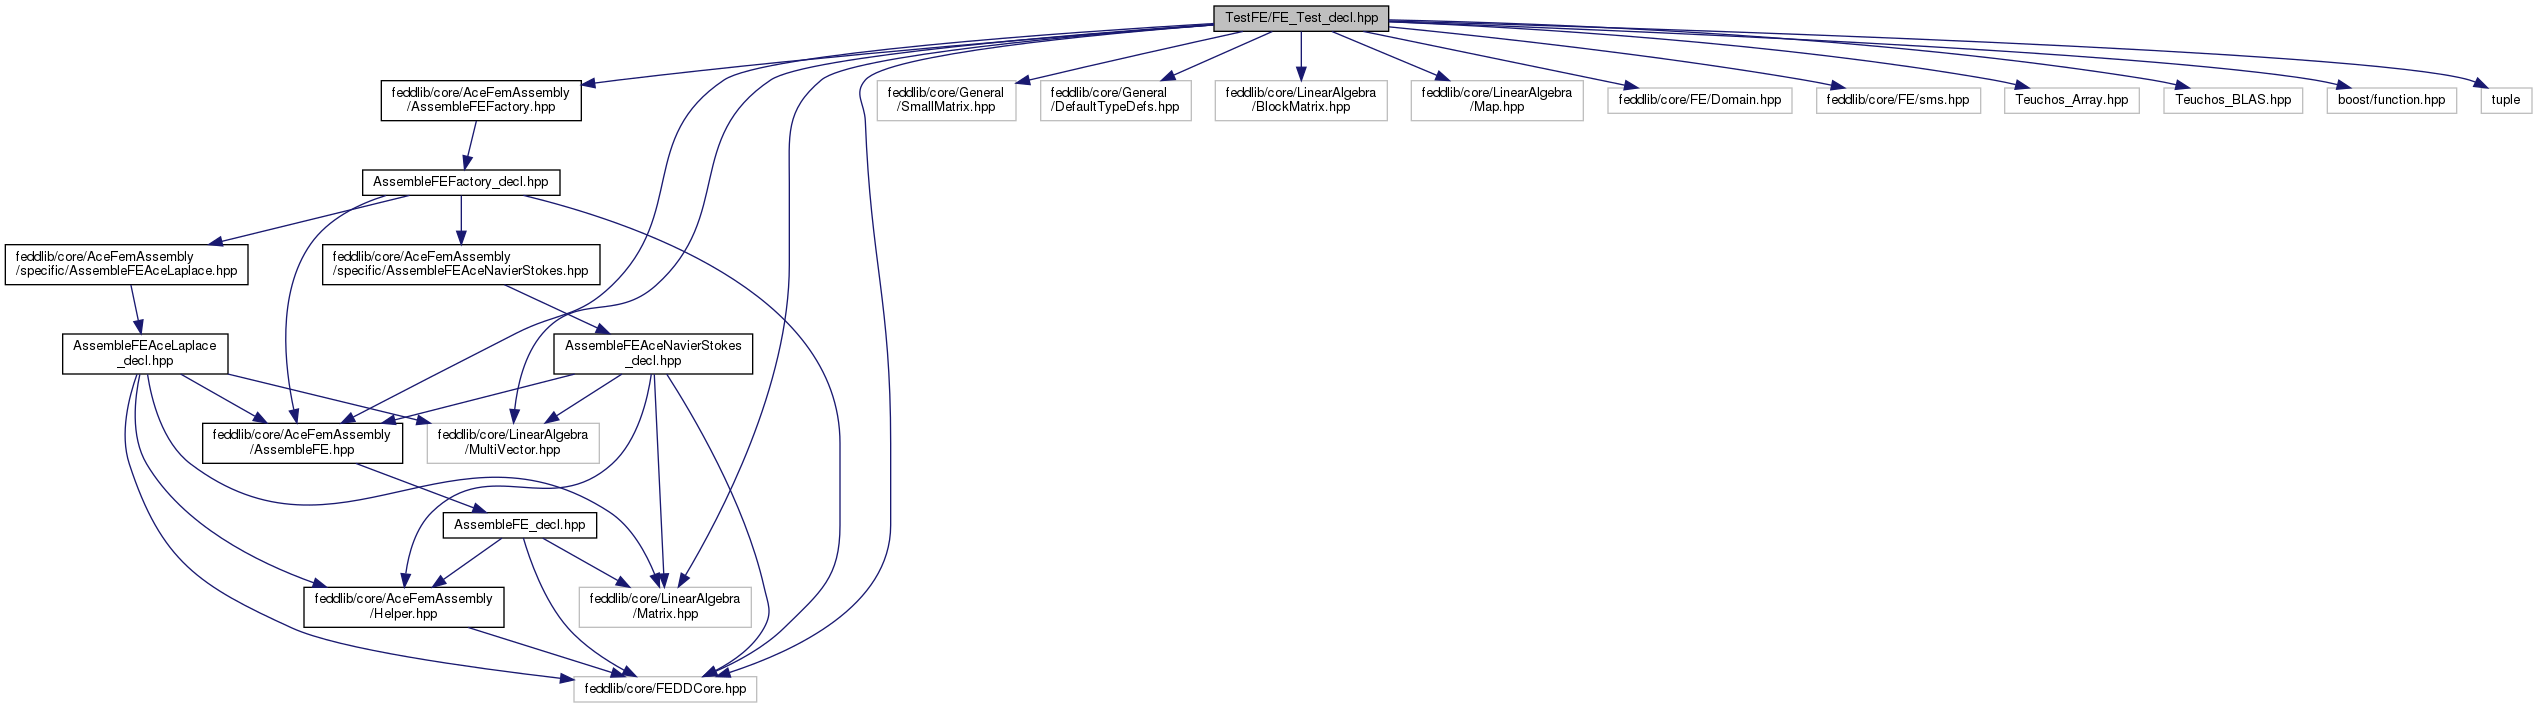 TestFE/FE_Test_decl.hpp
feddlib/core/AceFemAssembly
/AssembleFEFactory.hpp
feddlib/core/General
/SmallMatrix.hpp
feddlib/core/General
/DefaultTypeDefs.hpp
feddlib/core/LinearAlgebra
/BlockMatrix.hpp
feddlib/core/LinearAlgebra
/Map.hpp
feddlib/core/FE/Domain.hpp
feddlib/core/FE/sms.hpp
Teuchos_Array.hpp
Teuchos_BLAS.hpp
boost/function.hpp
tuple
AssembleFEFactory_decl.hpp
feddlib/core/AceFemAssembly
/specific/AssembleFEAceLaplace.hpp
feddlib/core/AceFemAssembly
/specific/AssembleFEAceNavierStokes.hpp
AssembleFEAceLaplace
_decl.hpp
AssembleFEAceNavierStokes
_decl.hpp
feddlib/core/AceFemAssembly
/AssembleFE.hpp
feddlib/core/LinearAlgebra
/MultiVector.hpp
AssembleFE_decl.hpp
feddlib/core/AceFemAssembly
/Helper.hpp
feddlib/core/LinearAlgebra
/Matrix.hpp
feddlib/core/FEDDCore.hpp